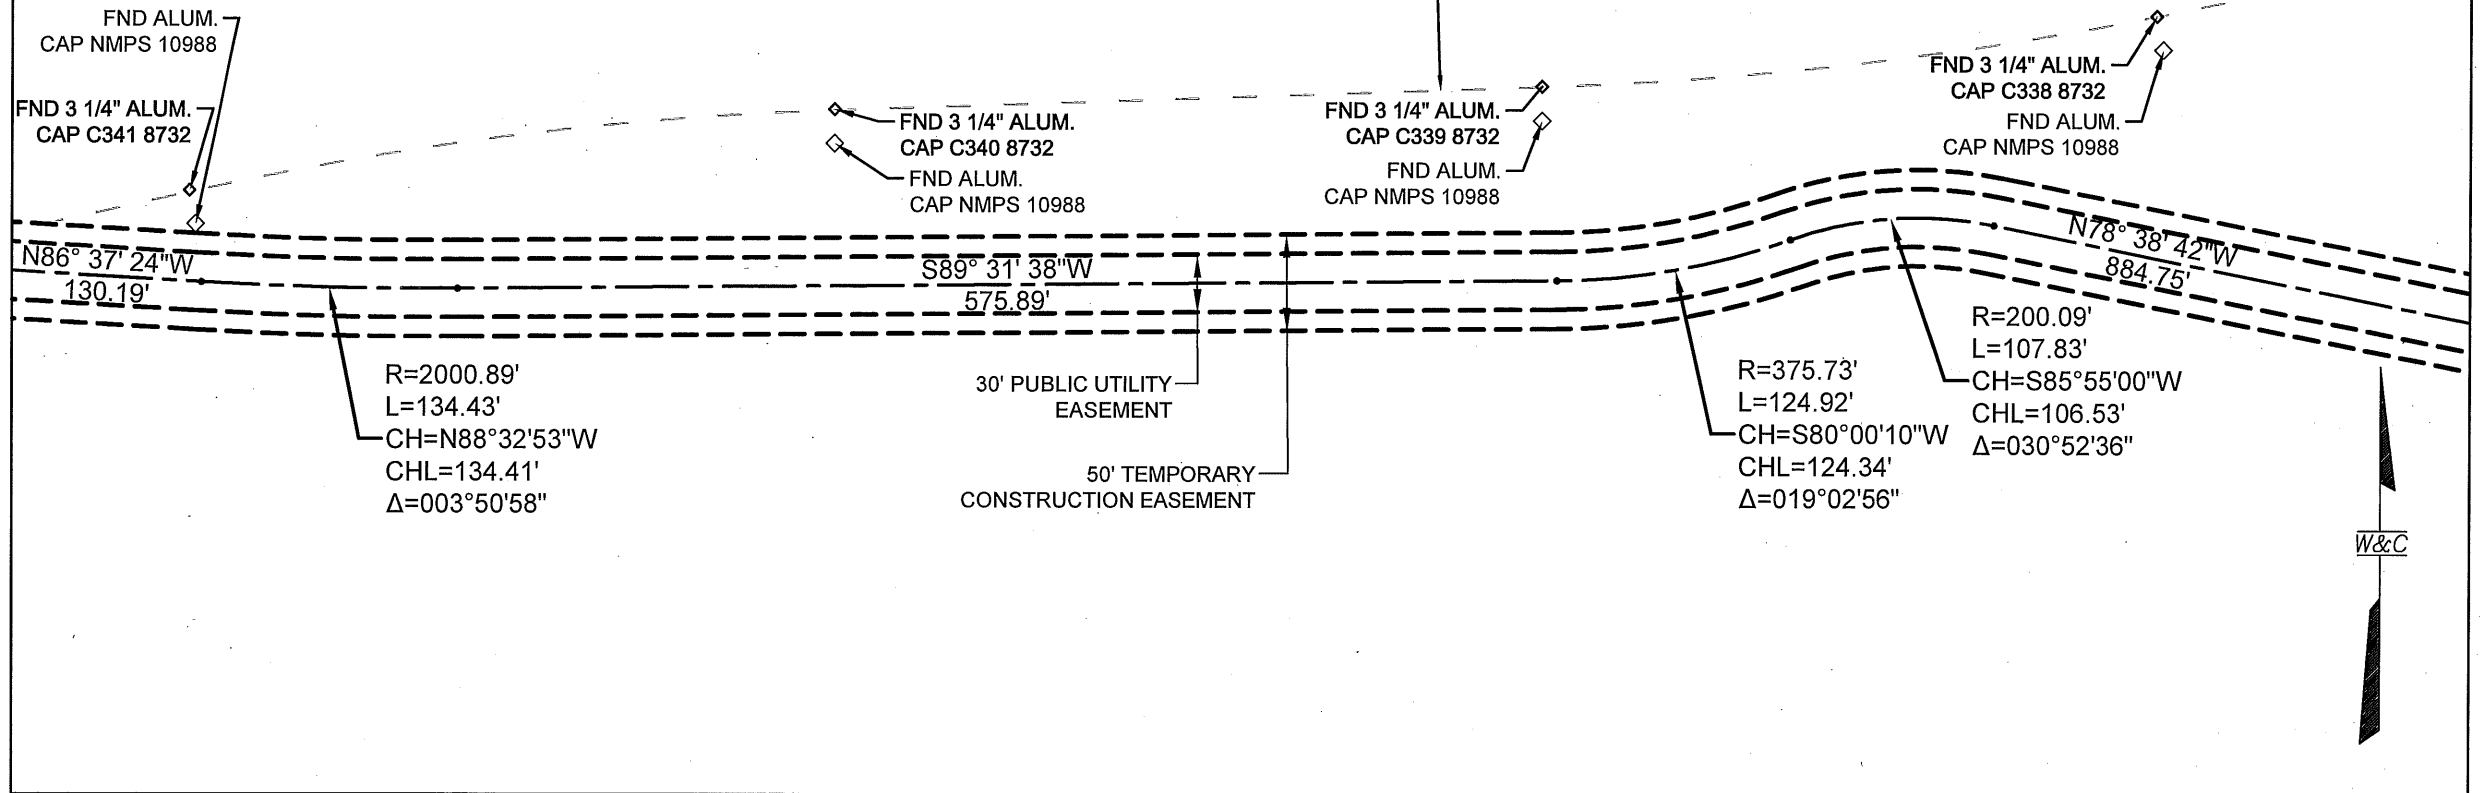 FND ALUM.
CAP NMPS 10988
FND 3 1/4" ALUM.
CAP C341 8732
FND 3 1/4" ALUM.
CAP C340 8732
FND ALUM.
CAP NMPS 10988
FND 3 1/4" ALUM.
CAP C339 8732
FND ALUM.
CAP NMPS 10988
FND 3 1/4" ALUM.
CAP C338 8732
FND ALUM.
CAP NMPS 10988
N86° 37' 24"W
130.19'
S89° 31' 38"W
575.89'
N78° 38' 42"W
884.75'
R=2000.89'
L=134.43'
CH=N88°32'53"W
CHL=134.41'
Δ=003°50'58"
30' PUBLIC UTILITY
EASEMENT
50' TEMPORARY
CONSTRUCTION EASEMENT
R=375.73'
L=124.92'
CH=S80°00'10"W
CHL=124.34'
Δ=019°02'56"
R=200.09'
L=107.83'
CH=S85°55'00"W
CHL=106.53'
Δ=030°52'36"
W&C